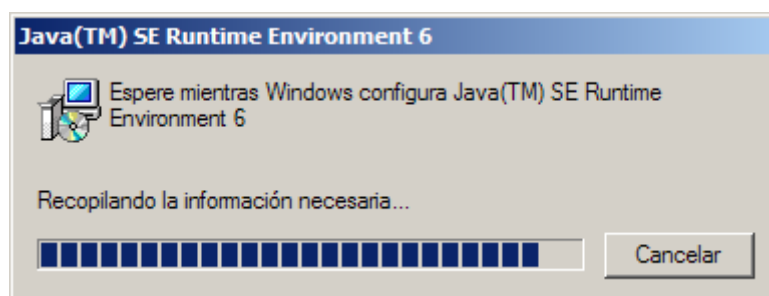 Java(TM) SE Runtime Environment 6
Espere mientras Windows configura Java(TM) SE Runtime
Environment 6
Recopilando la información necesaria...
Cancelar